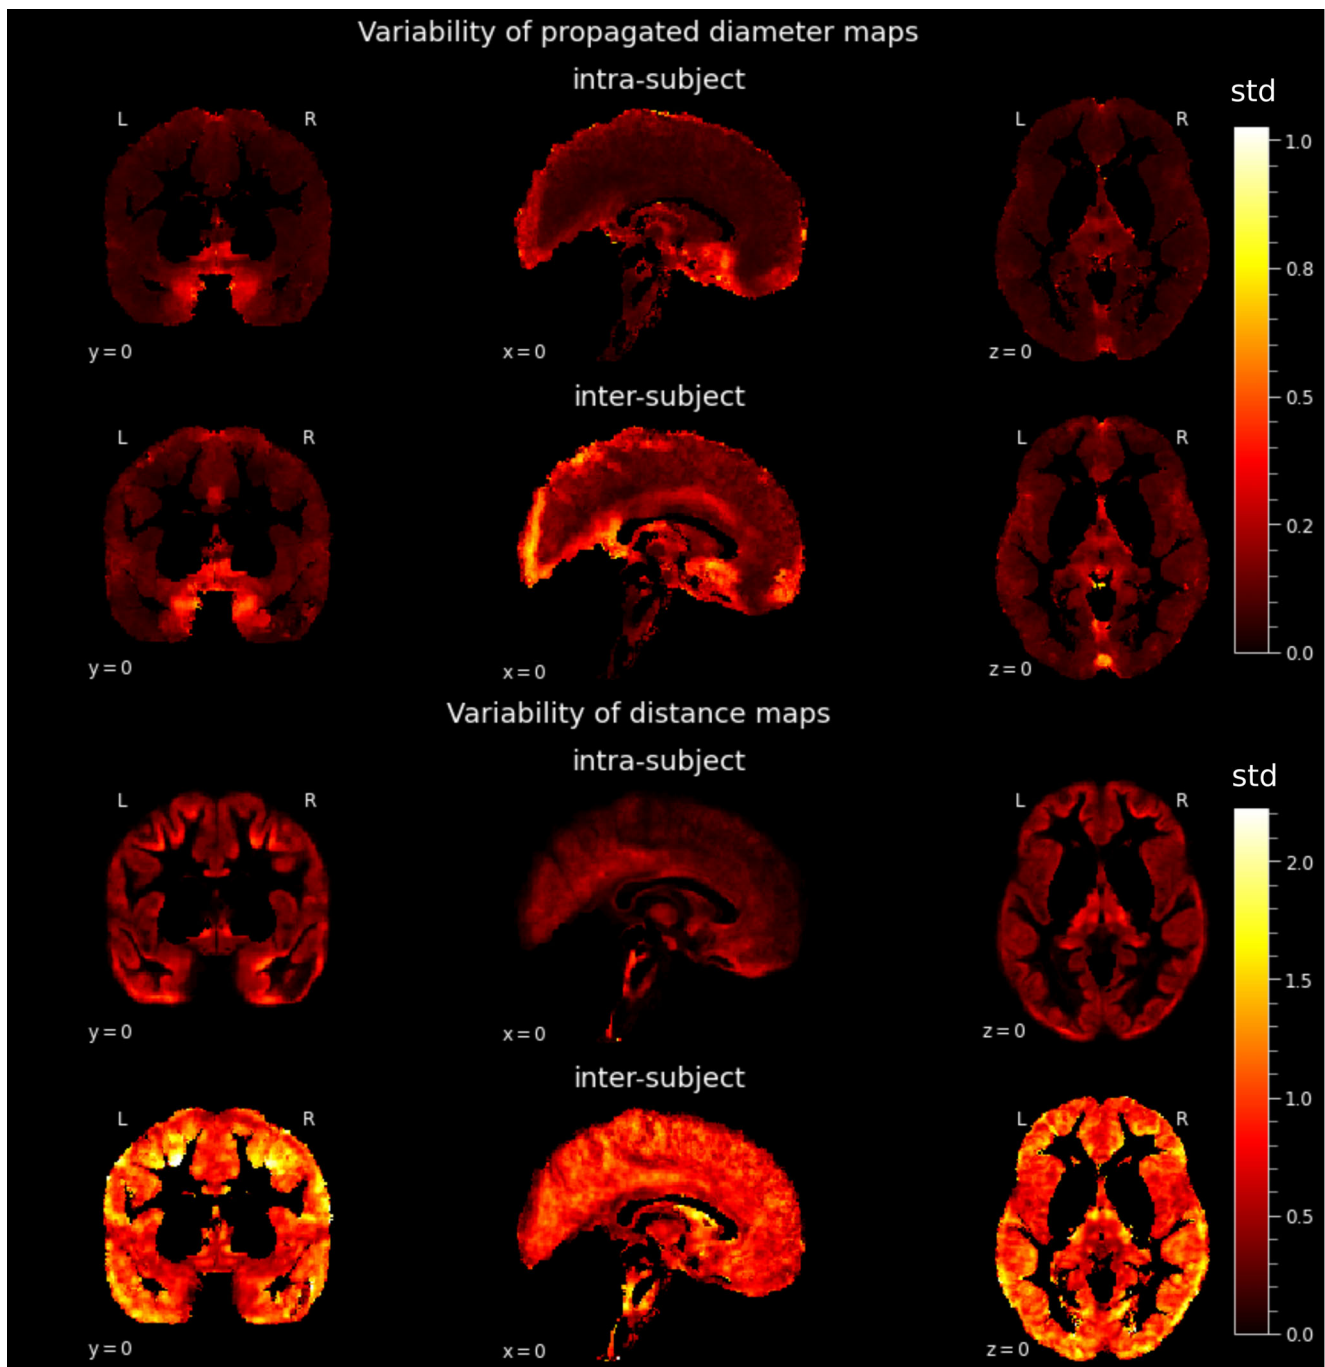 Variability of propagated diameter maps
intra-subject
std
L R L R
1.0
0.8
y = 0 x = 0 z = 0
inter-subject
0.5
L R L R
0.2
0.0
y = 0 x = 0 z = 0
Variability of distance maps
intra-subject
std
L R L R
2.0
1.5
y = 0 x = 0 z = 0
inter-subject
1.0
L R L R
0.5
0.0
y = 0 x = 0 z = 0